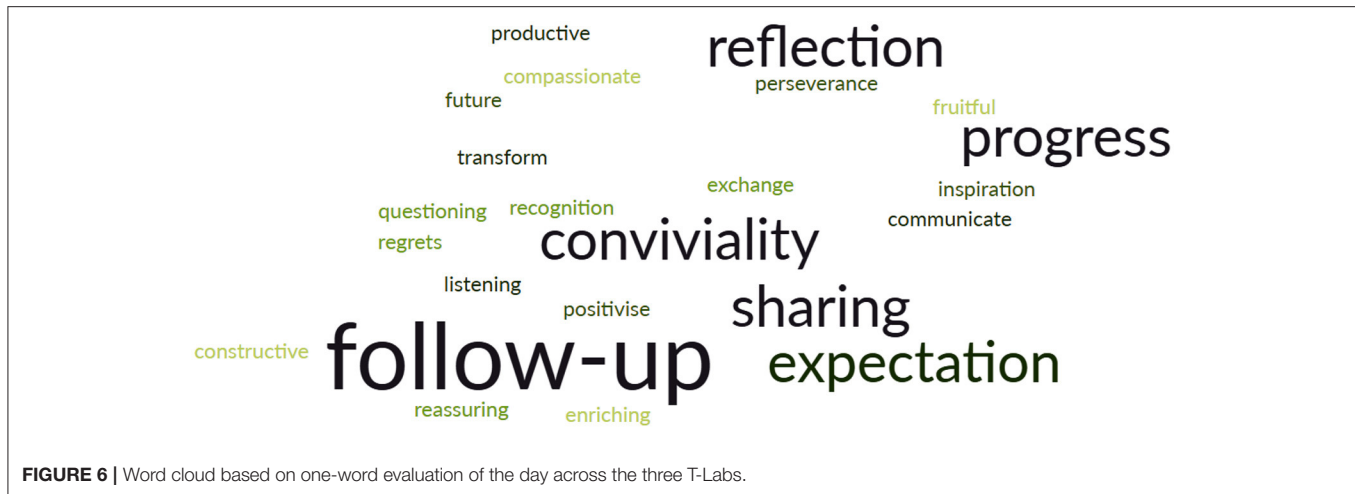 productive
reflection
compassionate
perseverance
future
fruitful
progress
transform
exchange
inspiration
questioning
recognition
communicate
regrets
conviviality
listening
sharing
positivise
constructive
follow-up
expectation
reassuring
enriching
FIGURE 6 | Word cloud based on one-word evaluation of the day across the three T-Labs.